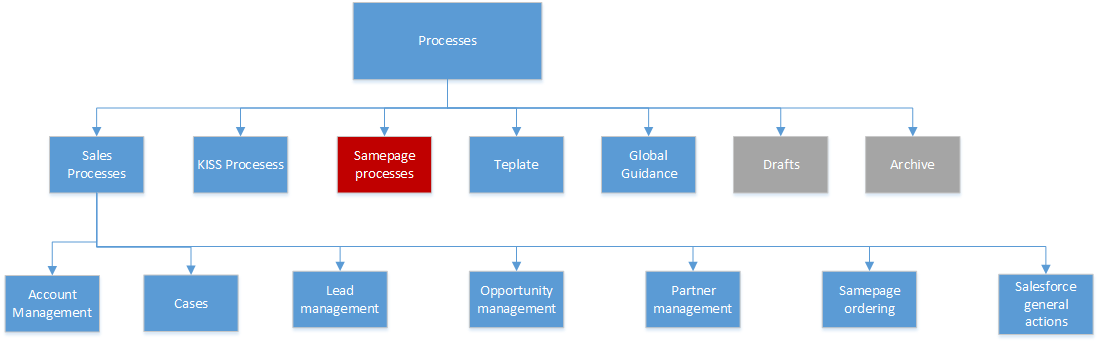 Processes
Sales
Processes
KISS Procesess
Samepage
processes
Teplate
Global
Guidance
Drafts
Archive
Account
Management
Cases
Lead
management
Opportunity
management
Partner
management
Samepage
ordering
Salesforce
general
actions